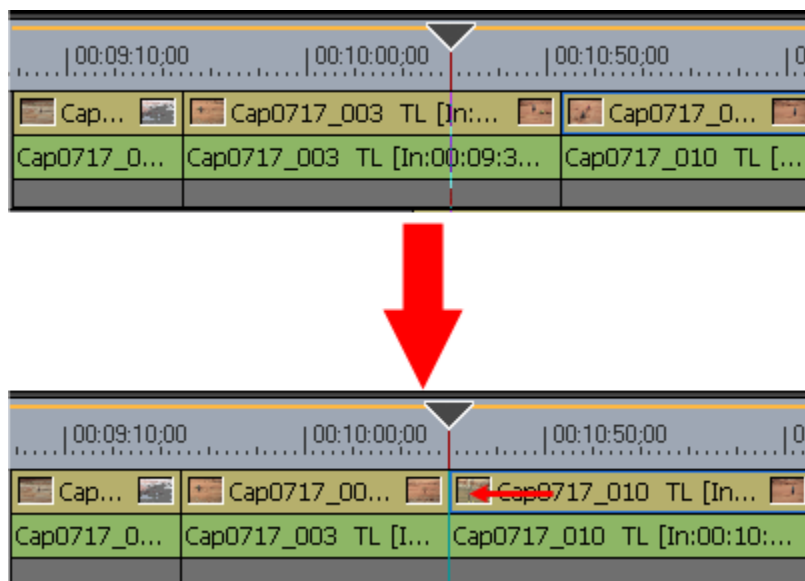 00:09:10;00 00:10:00;00 00:10:50;00 0
Cap... Cap0717_003 TL [In:... Cap0717_0...
Cap0717_0... Cap0717_003 TL [In:00:09:3... Cap0717_010 TL [...
00:09:10;00 00:10:00;00 00:10:50;00 0
Cap... Cap0717_00... Cap0717_010 TL [In...
Cap0717_0... Cap0717_003 TL [I... Cap0717_010 TL [In:00:10:...